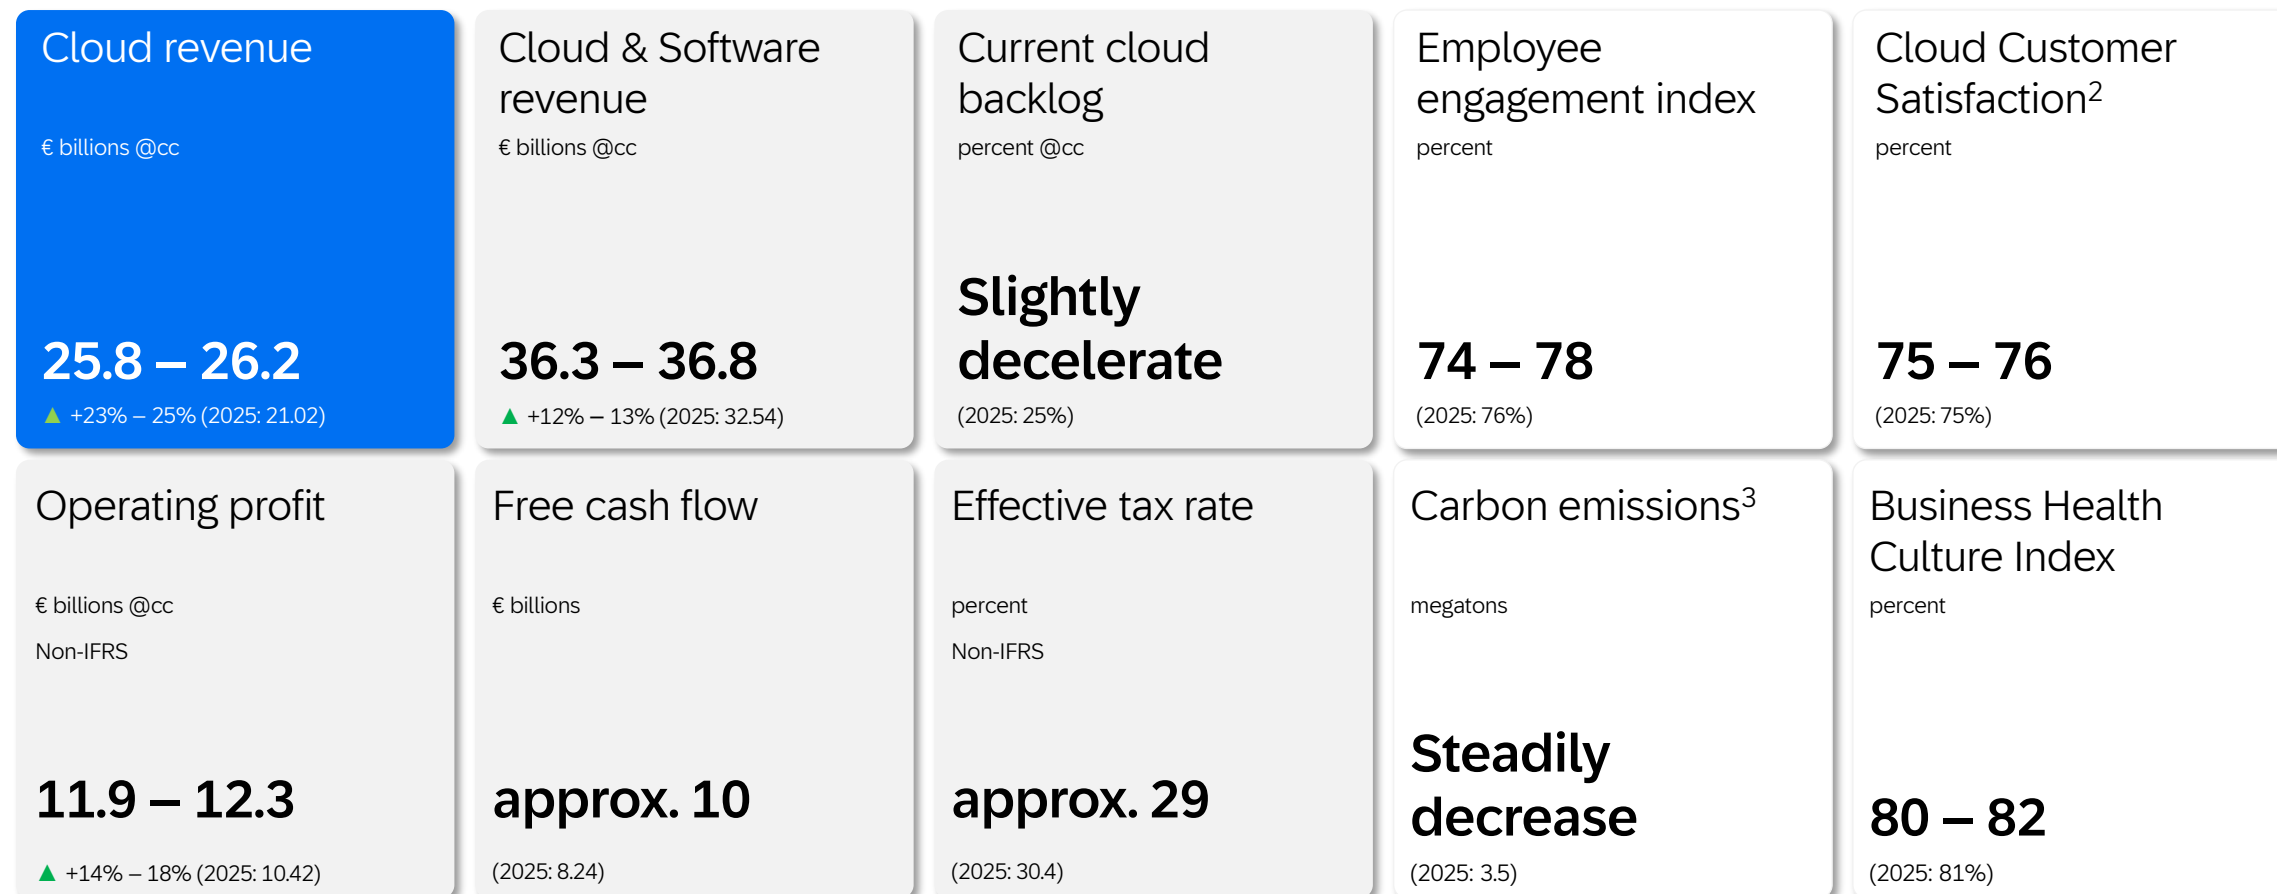 Cloud revenue
€ billions @cc
25.8 – 26.2
▲ +23% – 25% (2025: 21.02)
Cloud & Software
revenue
€ billions @cc
36.3 – 36.8
▲ +12% – 13% (2025: 32.54)
Current cloud
backlog
percent @cc
Slightly
decelerate
(2025: 25%)
Employee
engagement index
percent
74 – 78
(2025: 76%)
Cloud Customer
Satisfaction²
percent
75 – 76
(2025: 75%)
Operating profit
€ billions @cc
Non-IFRS
11.9 – 12.3
▲ +14% – 18% (2025: 10.42)
Free cash flow
€ billions
approx. 10
(2025: 8.24)
Effective tax rate
percent
Non-IFRS
approx. 29
(2025: 30.4)
Carbon emissions³
megatons
Steadily
decrease
(2025: 3.5)
Business Health
Culture Index
percent
80 – 82
(2025: 81%)